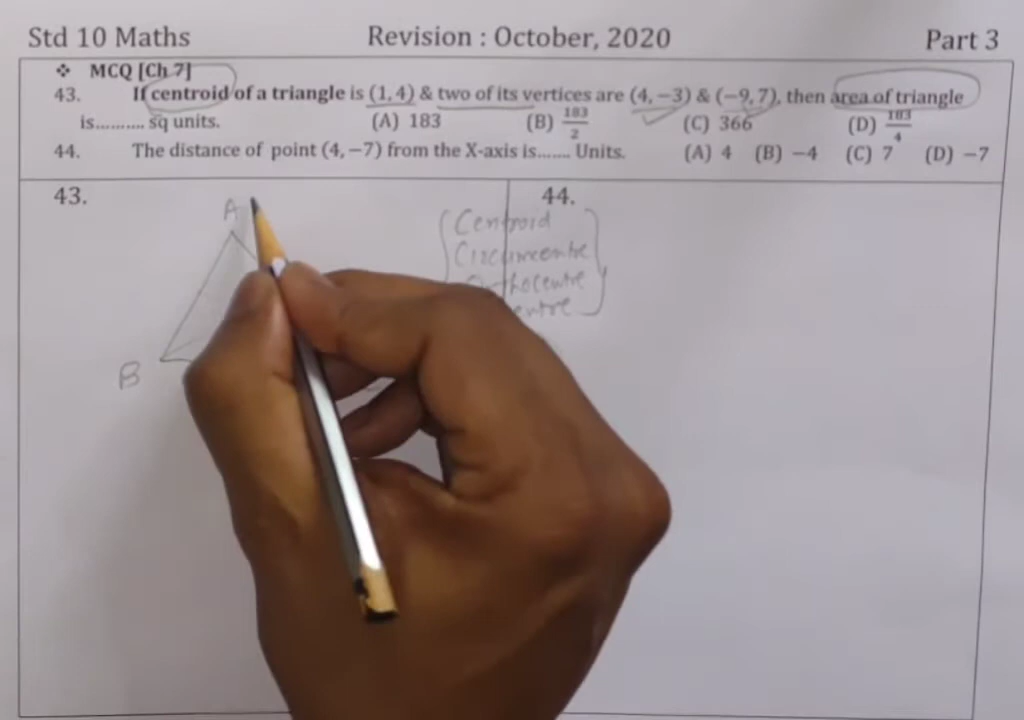 Std 10 Maths Revision : October, 2020 Part 3
❖ MCQ [Ch 7]
43. If centroid of a triangle is (1, 4) & two of its vertices are (4, −3) & (−9, 7), then area of triangle
is.......... sq units. (A) 183 (B) 183/2 (C) 366 (D) 183/4
44. The distance of point (4, −7) from the X-axis is....... Units. (A) 4 (B) −4 (C) 7 (D) −7
43. 44.
A
B
Centroid
Circumcentre